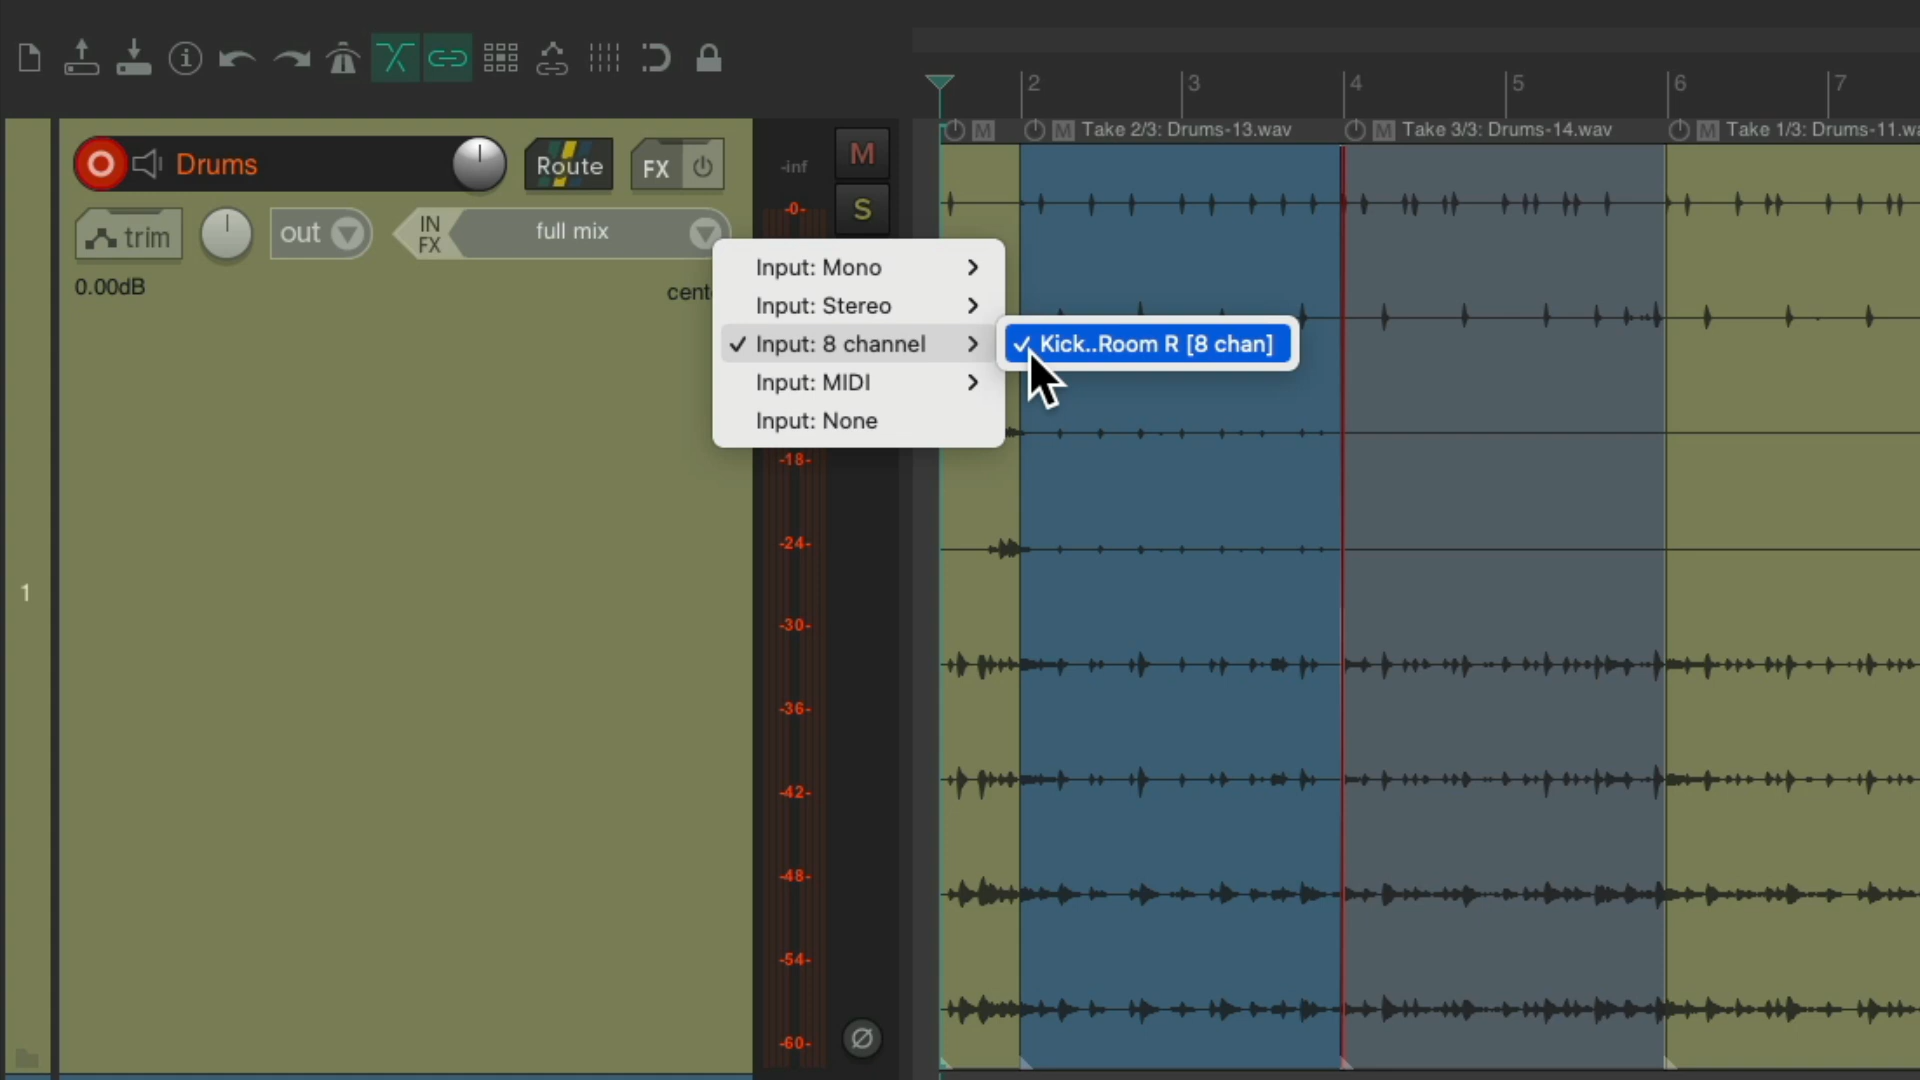 2
3
4
5
6
7
M
M Take 2/3: Drums-13.wav
M Take 3/3: Drums-14.wav
M Take 1/3: Drums-11.wa
Drums
Route
FX
-inf
M
-0-
S
trim
out
IN
FX
full mix
0.00dB
cent
Input: Mono
Input: Stereo
Input: 8 channel
Kick..Room R [8 chan]
Input: MIDI
Input: None
-18-
-24-
1
-30-
-36-
-42-
-48-
-54-
-60-